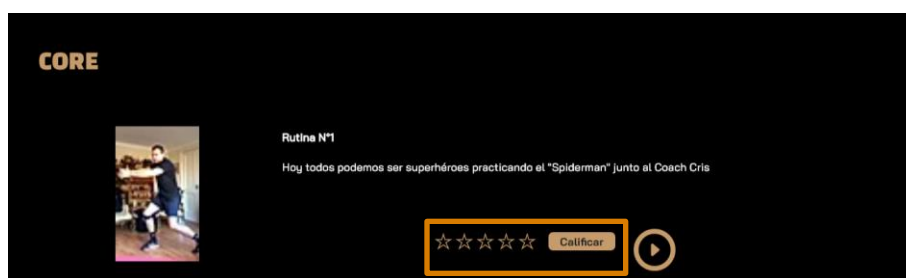 CORE
Rutina N°1
Hoy todos podemos ser superhéroes practicando el "Spiderman" junto al Coach Cris
Calificar